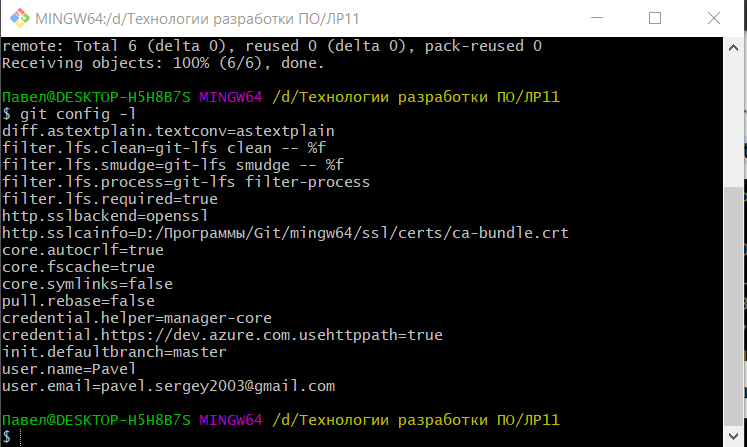 MINGW64:/d/Технологии разработки ПО/ЛР11
remote: Total 6 (delta 0), reused 0 (delta 0), pack-reused 0
Receiving objects: 100% (6/6), done.
Павел@DESKTOP-H5H8B7S MINGW64 /d/Технологии разработки ПО/ЛР11
$ git config -l
diff.astextplain.textconv=astextplain
filter.lfs.clean=git-lfs clean -- %f
filter.lfs.smudge=git-lfs smudge -- %f
filter.lfs.process=git-lfs filter-process
filter.lfs.required=true
http.sslbackend=openssl
http.sslcainfo=D:/Программы/Git/mingw64/ssl/certs/ca-bundle.crt
core.autocrlf=true
core.fscache=true
core.symlinks=false
pull.rebase=false
credential.helper=manager-core
credential.https://dev.azure.com.usehttppath=true
init.defaultbranch=master
user.name=Pavel
user.email=pavel.sergey2003@gmail.com
Павел@DESKTOP-H5H8B7S MINGW64 /d/Технологии разработки ПО/ЛР11
$